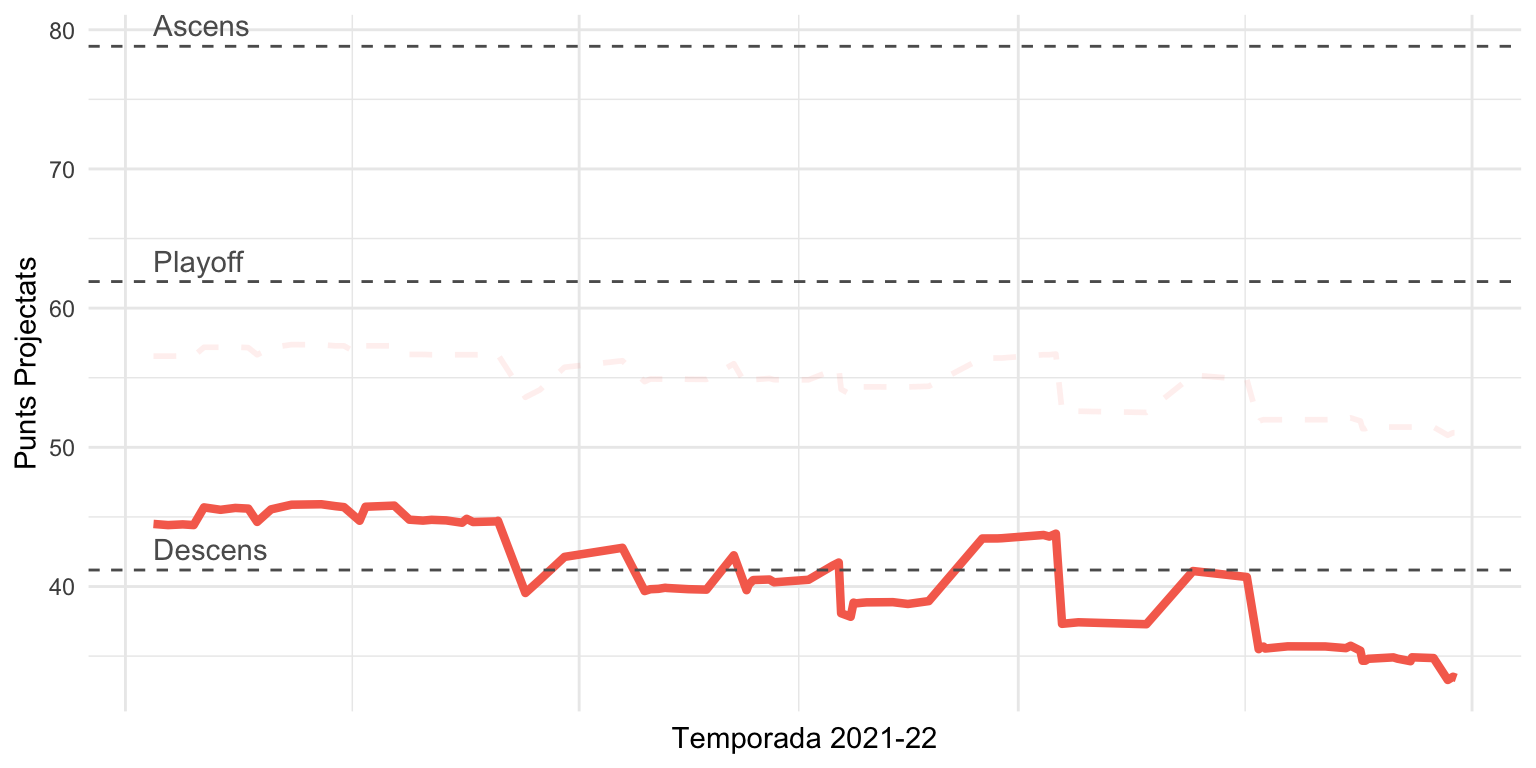 Punts Projectats
80
70
60
50
40
Ascens
Playoff
Descens
Temporada 2021-22